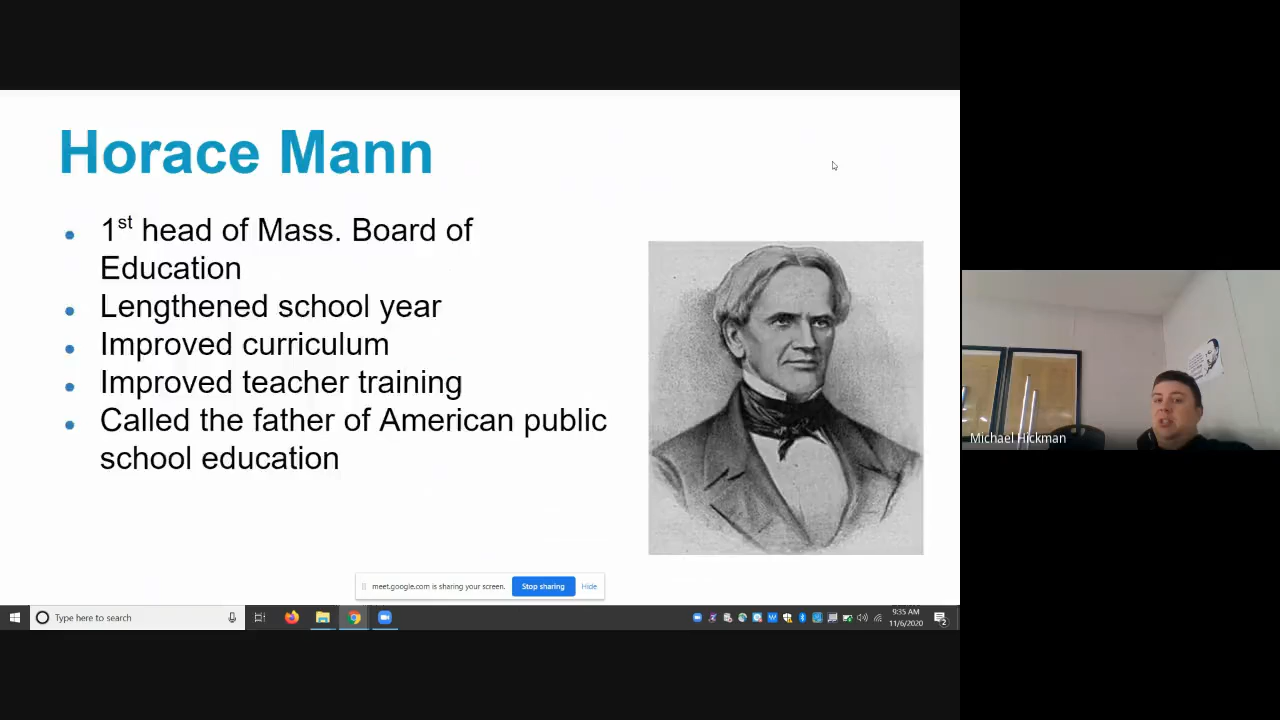 Horace Mann
• 1st head of Mass. Board of
Education
• Lengthened school year
• Improved curriculum
• Improved teacher training
• Called the father of American public
school education
Michael Hickman
meet.google.com is sharing your screen. Stop sharing Hide
Type here to search
9:35 AM
11/6/2020
2